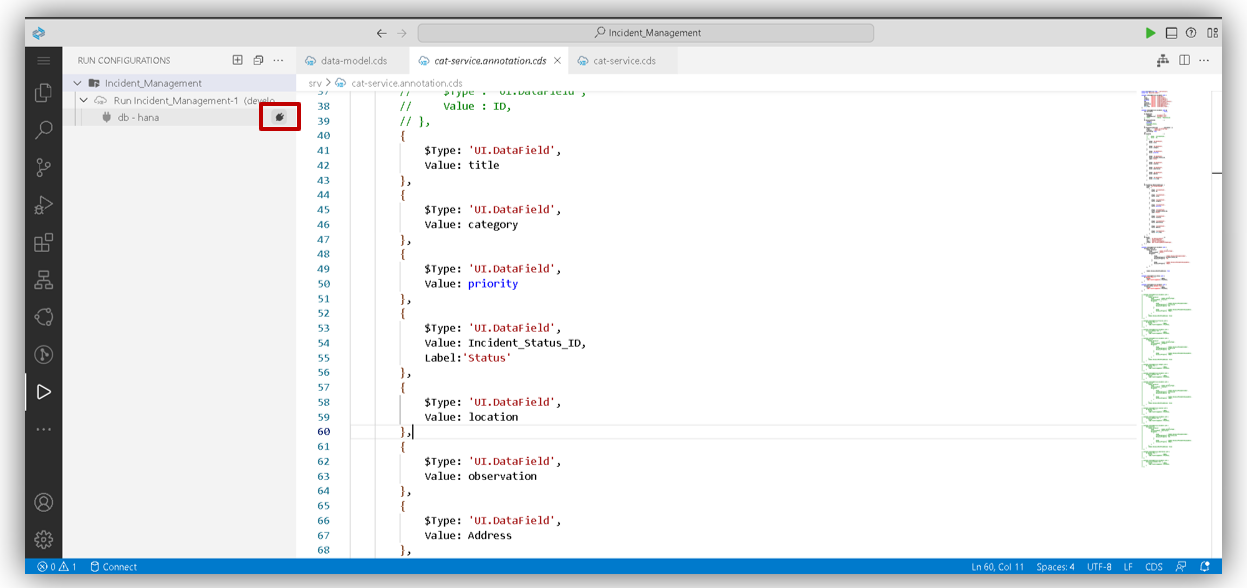 Incident_Management
RUN CONFIGURATIONS
data-model.cds
cat-service.annotation.cds
cat-service.cds
Incident_Management
Run Incident_Management-1 (develo
db - hana
srv > cat-service.annotation.cds
37 // $Type : 'UI.DataField',
38 // Value : ID,
39 // },
40 {
41 $Type: 'UI.DataField',
42 Value: title
43 },
44 {
45 $Type: 'UI.DataField',
46 Value: category
47 },
48 {
49 $Type: 'UI.DataField',
50 Value: priority
51 },
52 {
53 $Type: 'UI.DataField',
54 Value: Incident_Status_ID,
55 Label:'Status'
56 },
57 {
58 $Type: 'UI.DataField',
59 Value: location
60 },
61 {
62 $Type: 'UI.DataField',
63 Value: observation
64 },
65 {
66 $Type: 'UI.DataField',
67 Value: Address
68 },
0 1 Connect Ln 60, Col 11 Spaces: 4 UTF-8 LF CDS